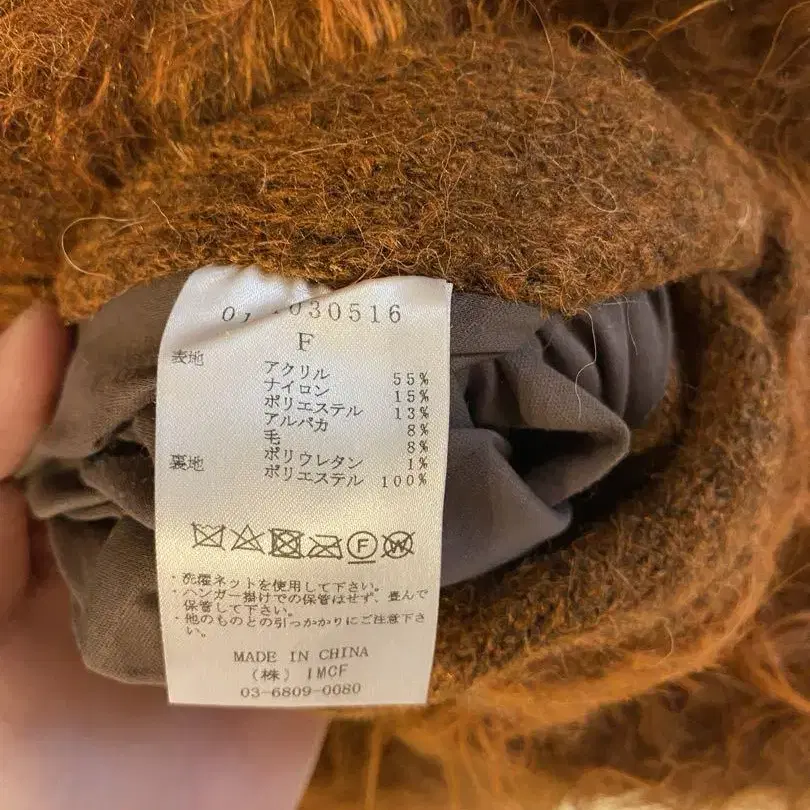 030516
F
表地
アクリル 55%
ナイロン 15%
ポリエステル 13%
アルパカ 8%
毛 8%
ポリウレタン 1%
裏地 ポリエステル 100%
F W
・洗濯ネットを使用して下さい。
・ハンガー掛けでの保管はせず、畳んで
保管して下さい。
・他のものとの引っかかりにご注意下さ
い。
MADE IN CHINA
(株) IMCF
03-6809-0080